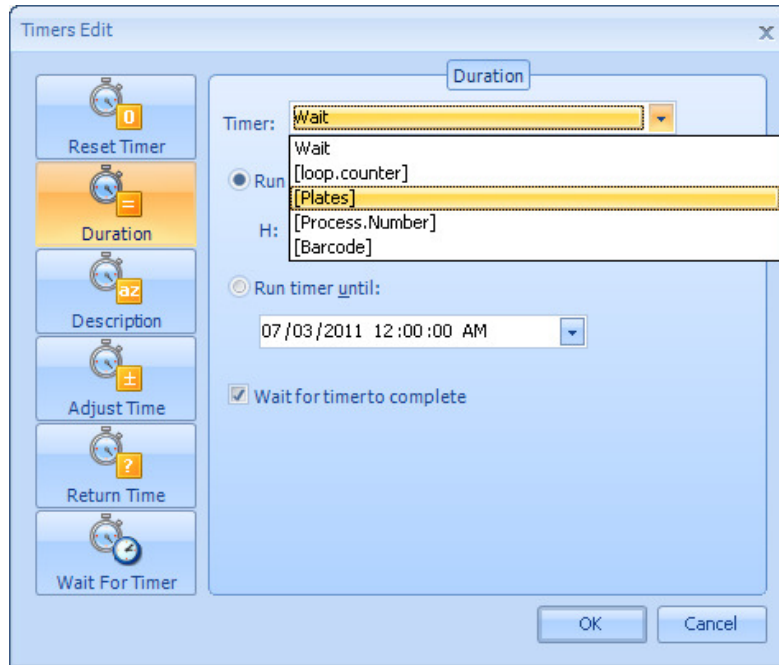 Timers Edit
x
Duration
0
Reset Timer
=
Duration
az
Description
±
Adjust Time
?
Return Time
Wait For Timer
Timer:
Wait
Wait
[loop.counter]
[Plates]
[Process.Number]
[Barcode]
Run
H:
Run timer until:
07/03/2011 12:00:00 AM
Wait for timer to complete
OK
Cancel